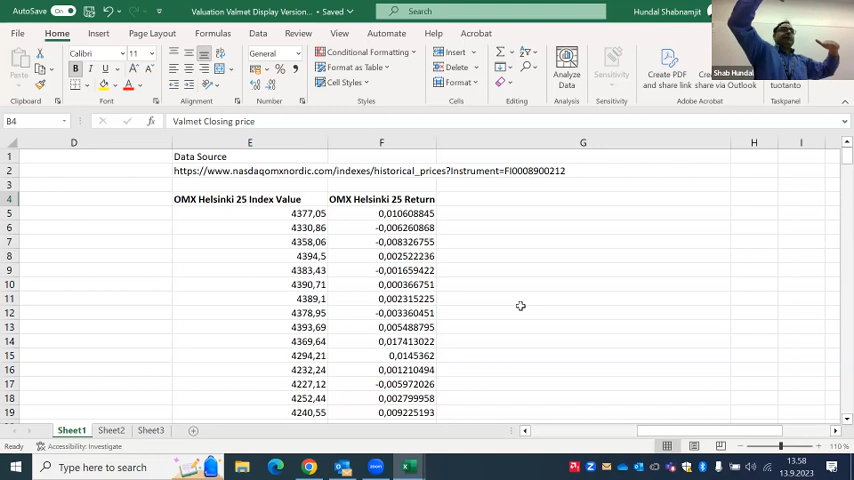 AutoSave On Valuation Valmet Display Version... • Saved Search Hundal Shabnamjit
File Home Insert Draw Page Layout Formulas Data Review View Automate Help Acrobat
Calibri 11 General Conditional Formatting Insert
Paste B I U Format as Table Delete Analyze Data Sensitivity Create PDF
Cell Styles Format tuotanto
Clipboard Font Alignment Number Styles Cells Editing Analysis Sensitivity Adobe Acrobat Taskpanel
Shab Hundal
B4 fx Valmet Closing price
D E F G H I
1 Data Source
2 https://www.nasdaqomxnordic.com/indexes/historical_prices?Instrument=FI0008900212
3
4 OMX Helsinki 25 Index Value OMX Helsinki 25 Return
5 4377,05 0,010608845
6 4330,86 -0,006260868
7 4358,06 -0,008326755
8 4394,5 0,002522236
9 4383,43 -0,001659422
10 4390,71 0,000366751
11 4389,1 0,002315225
12 4378,95 -0,003360451
13 4393,69 0,005488795
14 4369,64 0,017413022
15 4294,21 0,0145362
16 4232,24 0,001210494
17 4227,12 -0,005972026
18 4252,44 0,002799958
19 4240,55 0,009225193
Sheet1 Sheet2 Sheet3
Ready Accessibility: Investigate 110 %
Type here to search zoom 13.58
13.9.2023